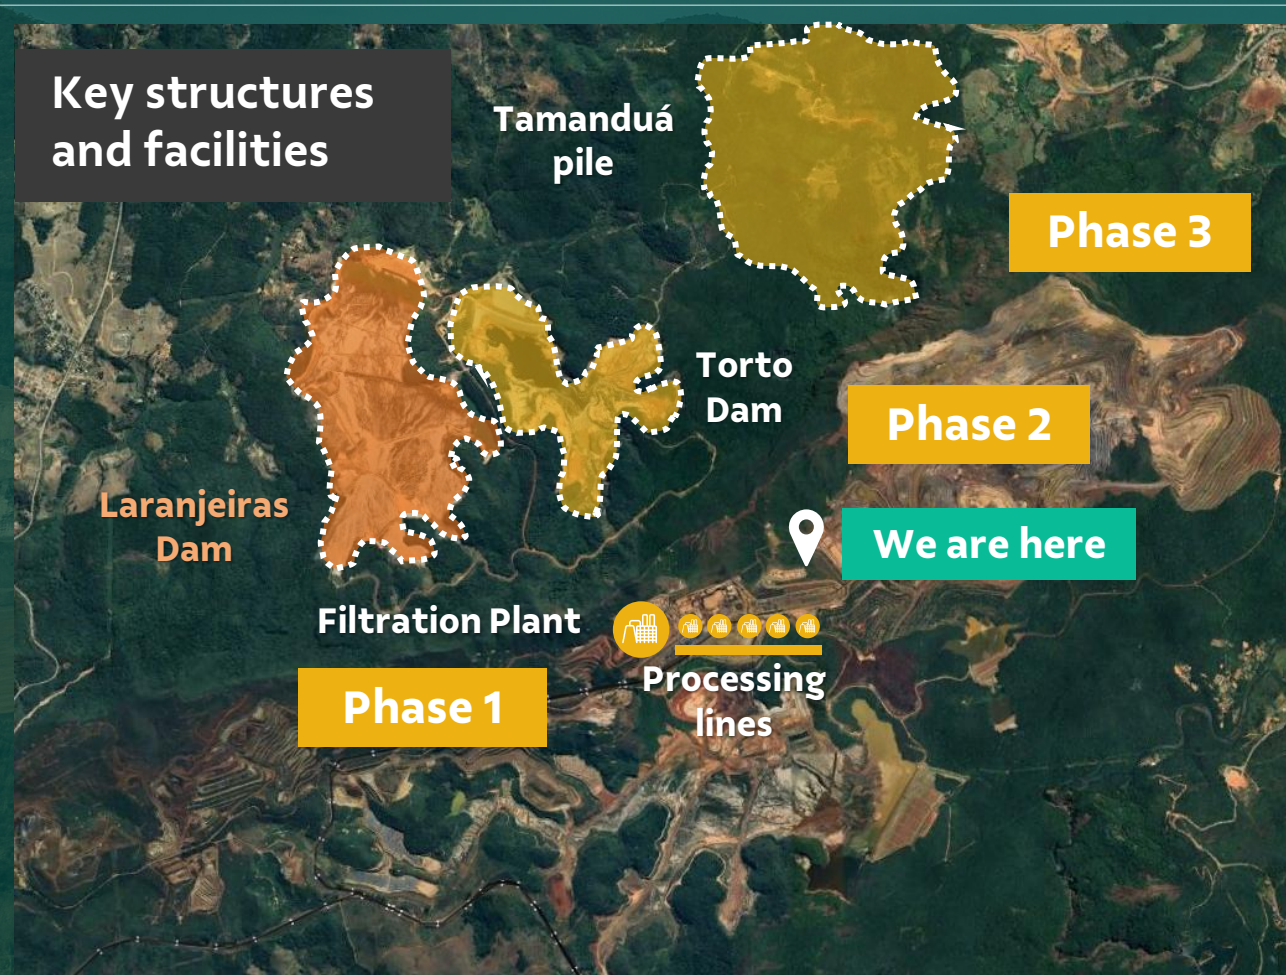 Key structures
and facilities
Tamanduá
pile
Phase 3
Torto
Dam
Phase 2
Laranjeiras
Dam
We are here
Filtration Plant
Processing
lines
Phase 1